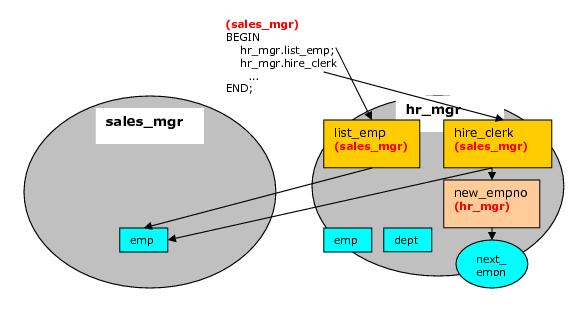 (sales_mgr)
BEGIN
hr_mgr.list_emp;
hr_mgr.hire_clerk
...
END;
sales_mgr
hr_mgr
list_emp
(sales_mgr)
hire_clerk
(sales_mgr)
new_empno
(hr_mgr)
emp
emp
dept
next_
empn